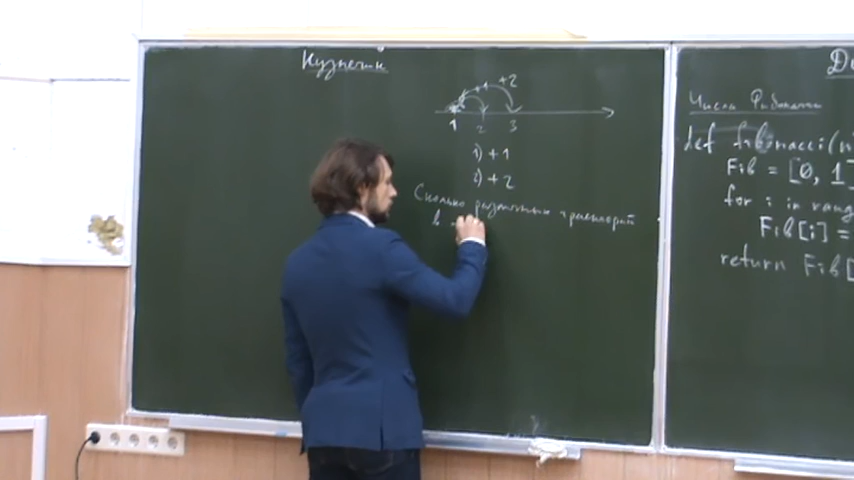 Кузнечик
+1 +2
1 2 3
1) +1
2) +2
Сколько различных траекторий
в
Ди
Числа Фибоначчи
def fibonacci(n
Fib = [0, 1]
for i in rang
Fib[i] =
return Fib[